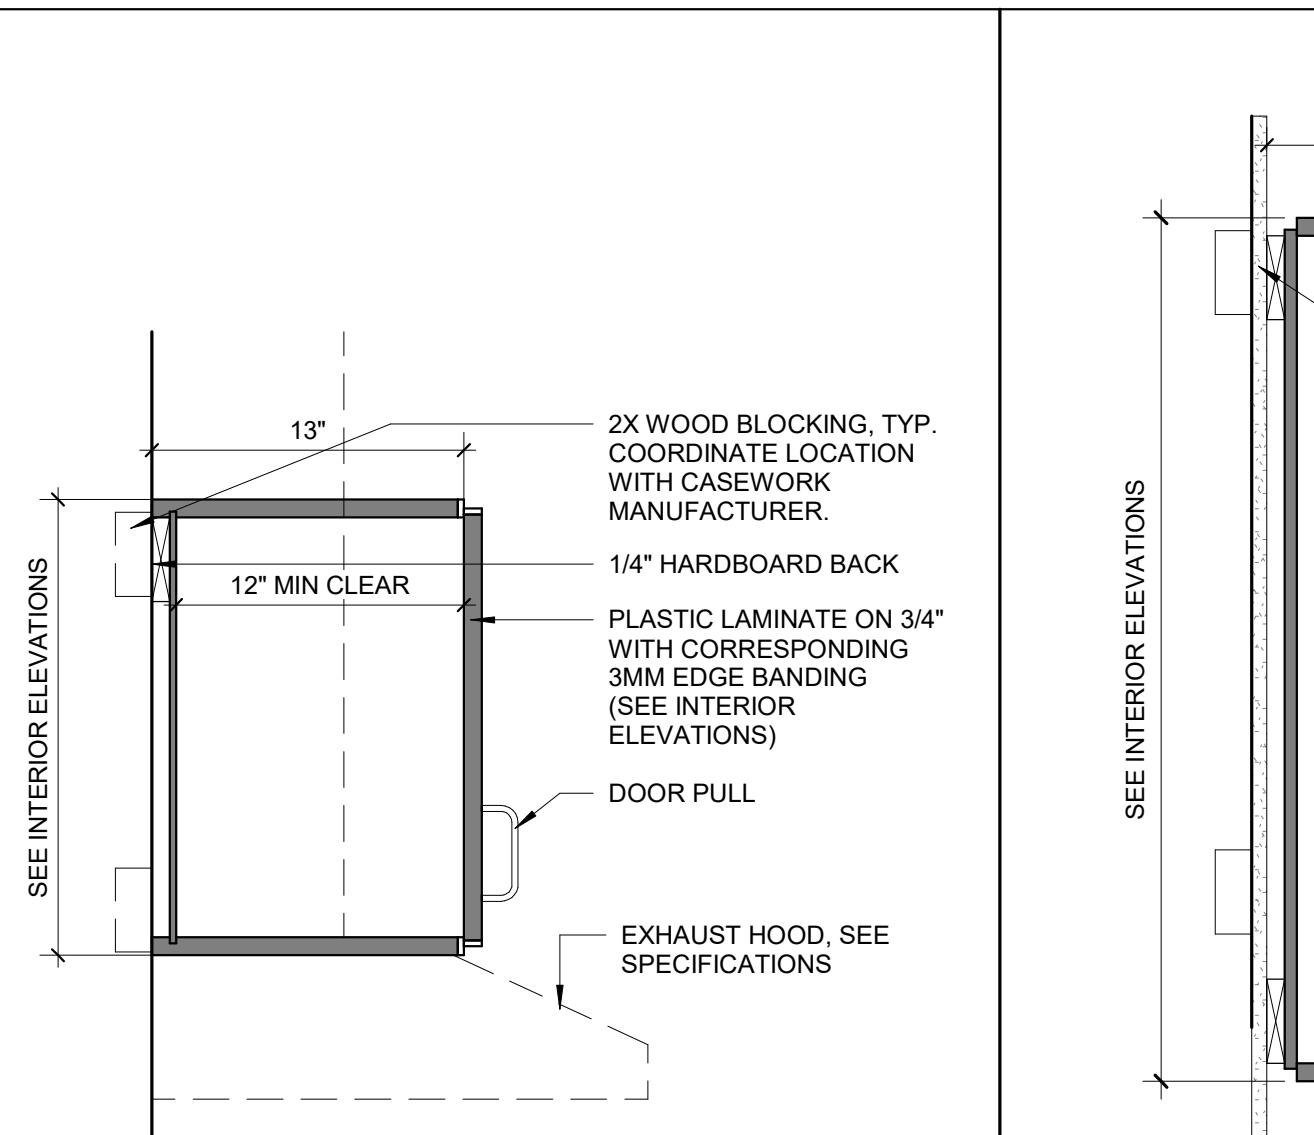 13"
2X WOOD BLOCKING, TYP.
COORDINATE LOCATION
WITH CASEWORK
MANUFACTURER.
1/4" HARDBOARD BACK
12" MIN CLEAR
PLASTIC LAMINATE ON 3/4"
WITH CORRESPONDING
3MM EDGE BANDING
(SEE INTERIOR
ELEVATIONS)
DOOR PULL
EXHAUST HOOD, SEE
SPECIFICATIONS
SEE INTERIOR ELEVATIONS
SEE INTERIOR ELEVATIONS